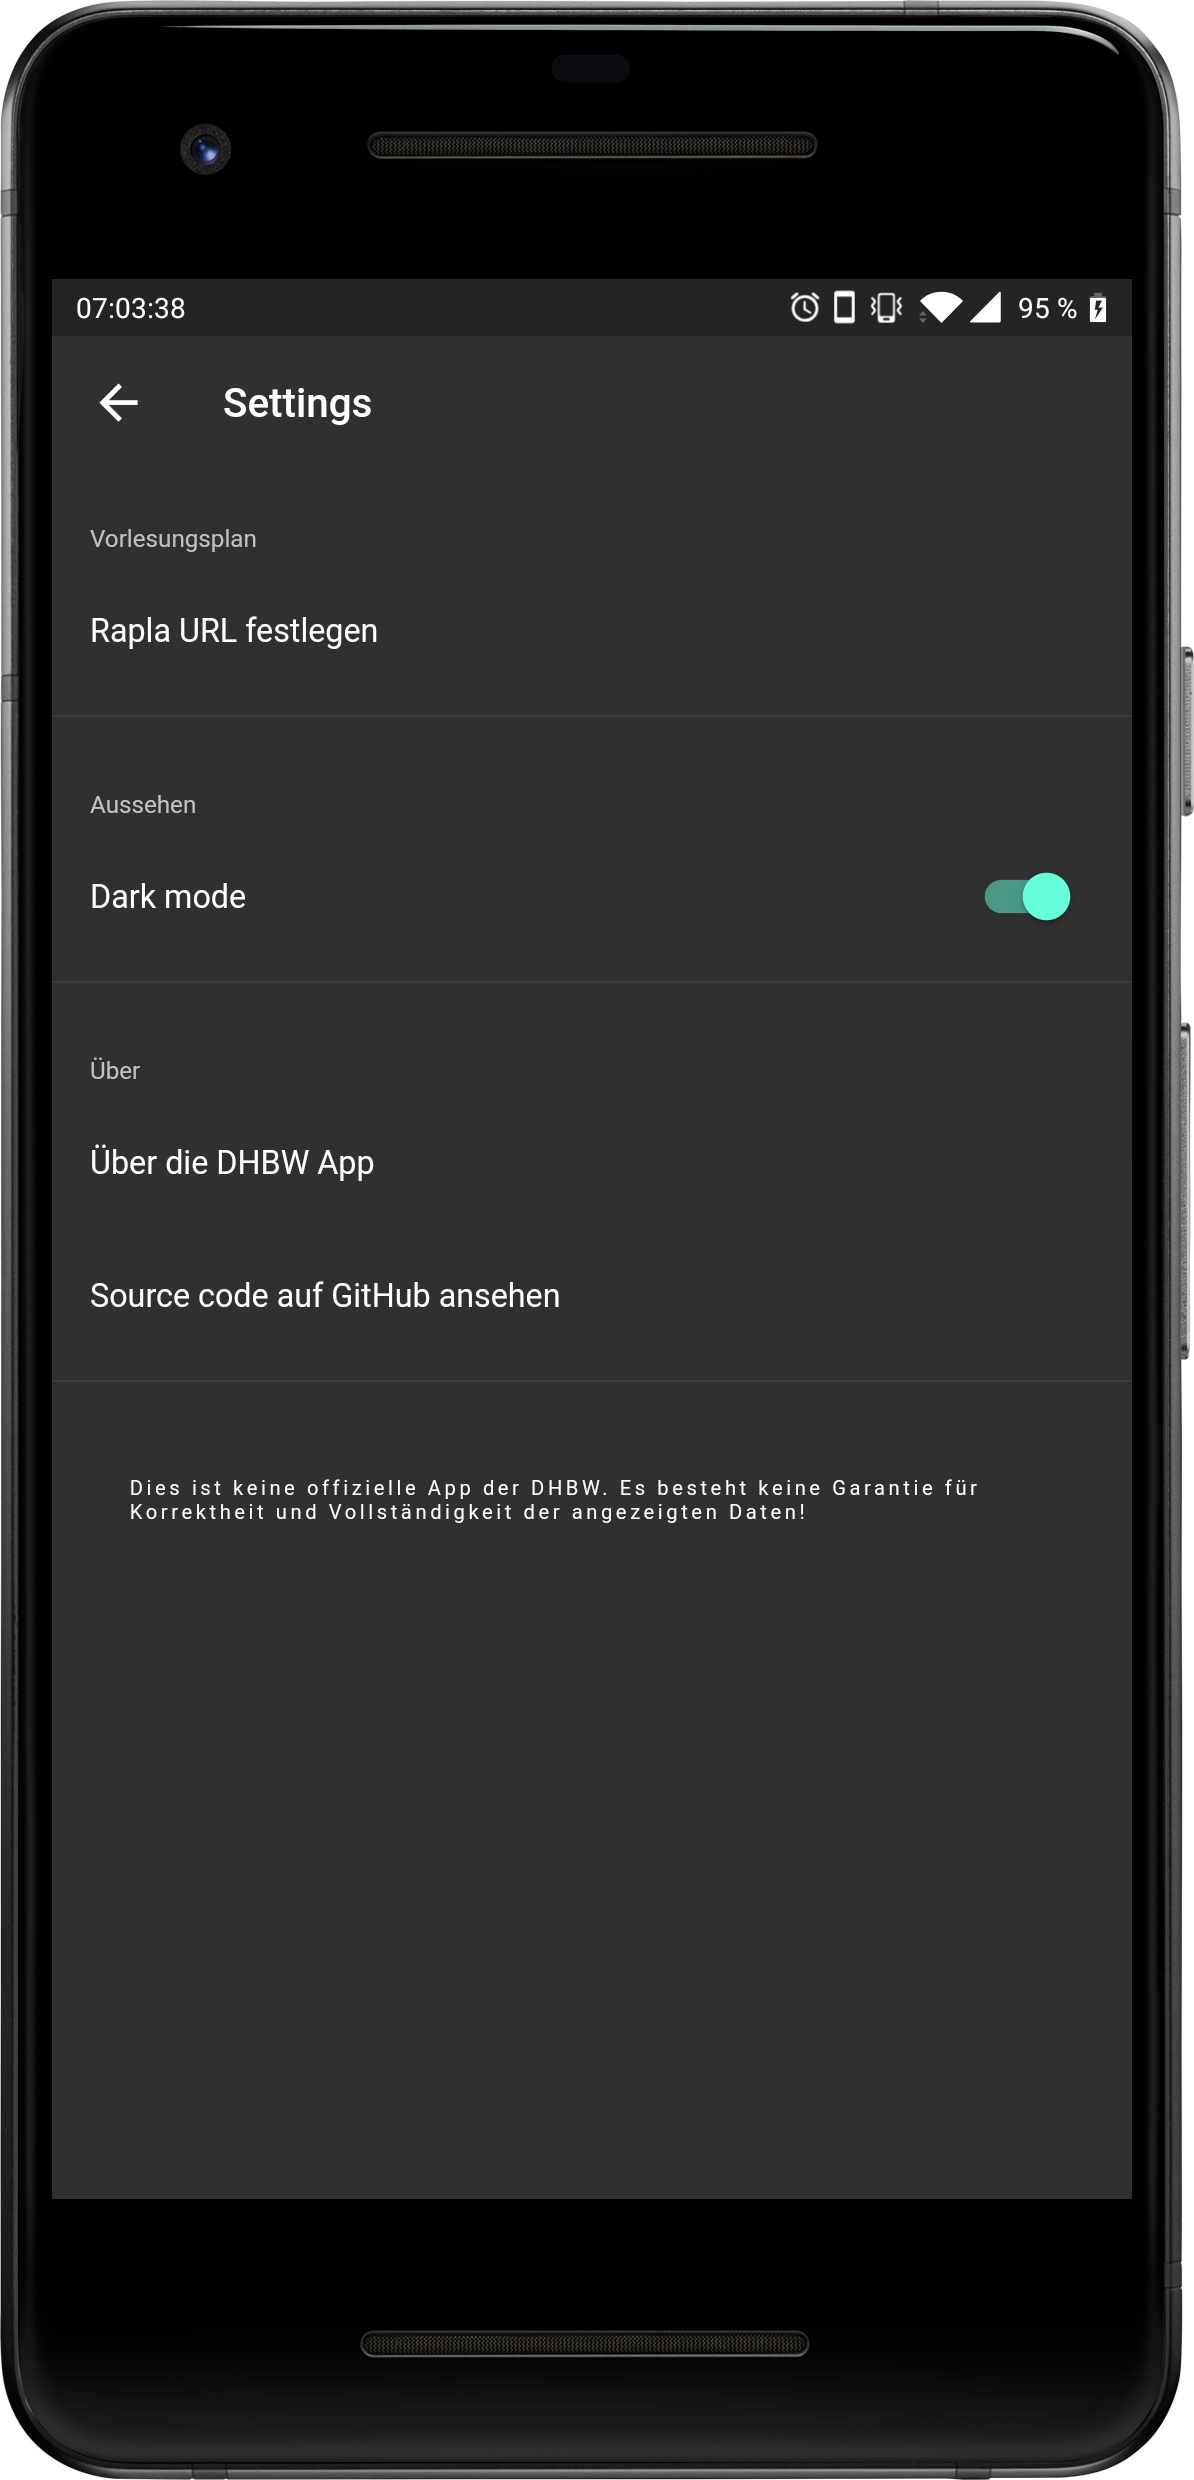 07:03:38 95 %
Settings
Vorlesungsplan
Rapla URL festlegen
Aussehen
Dark mode
Über
Über die DHBW App
Source code auf GitHub ansehen
Dies ist keine offizielle App der DHBW. Es besteht keine Garantie für
Korrektheit und Vollständigkeit der angezeigten Daten!